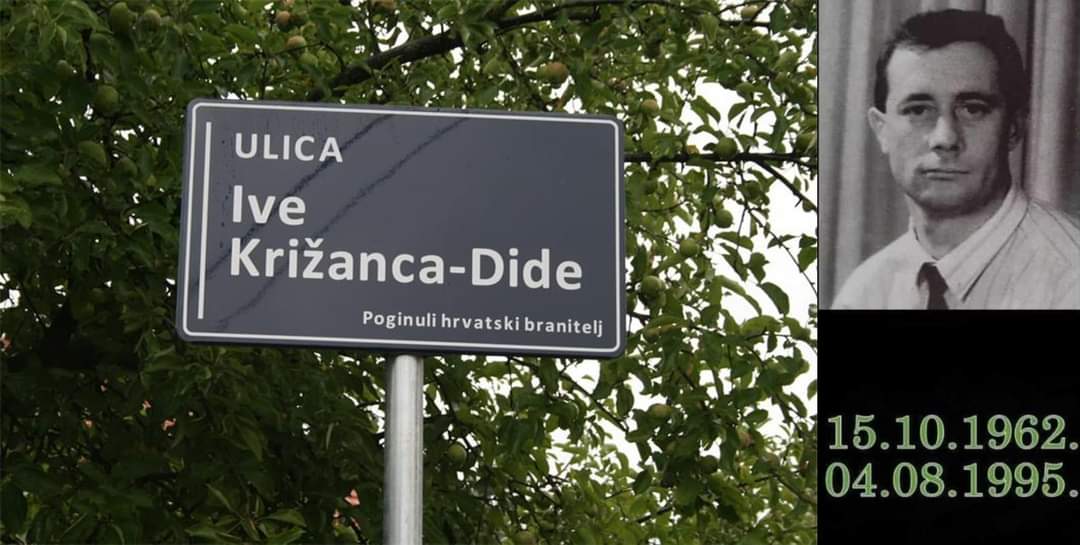 ULICA
Ive
Križanca-Dide
Poginuli hrvatski branitelj
15.10.1962.
04.08.1995.